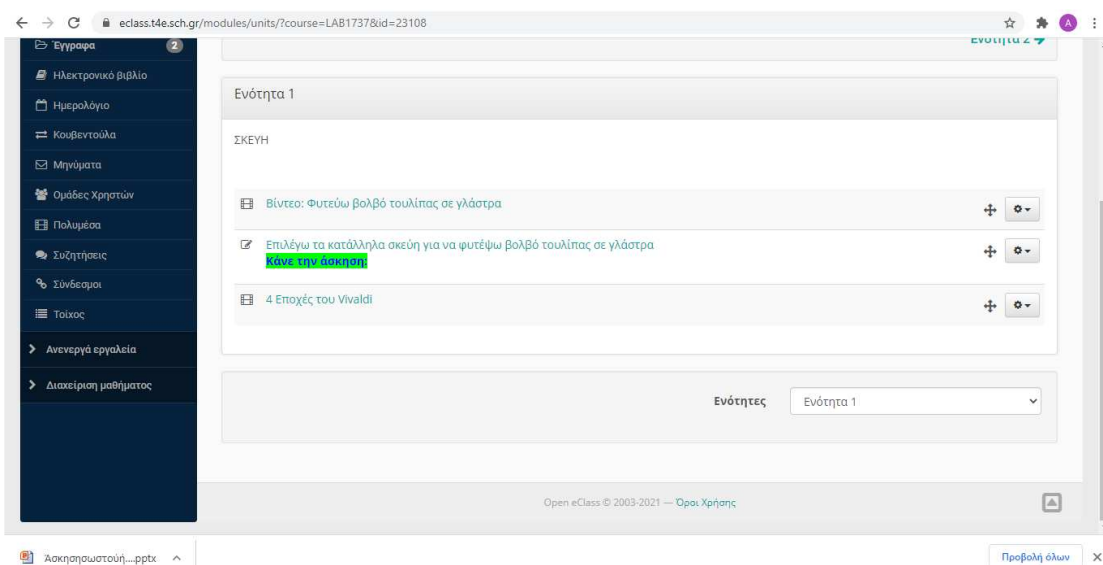 eclass.t4e.sch.gr/modules/units/?course=LAB1737&id=23108
A
Έγγραφα 2
Ηλεκτρονικό βιβλίο
Ημερολόγιο
Κουβεντούλα
Μηνύματα
Ομάδες Χρηστών
Πολυμέσα
Συζητήσεις
Σύνδεσμοι
Τοίχος
Ανενεργά εργαλεία
Διαχείριση μαθήματος
Ενότητα 2
Ενότητα 1
ΣΚΕΥΗ
Βίντεο: Φυτεύω βολβό τουλίπας σε γλάστρα
Επιλέγω τα κατάλληλα σκεύη για να φυτέψω βολβό τουλίπας σε γλάστρα
Κάνε την άσκηση:
4 Εποχές του Vivaldi
Ενότητες Ενότητα 1
Open eClass © 2003-2021 — Όροι Χρήσης
Άσκησησωστούή....pptx
Προβολή όλων